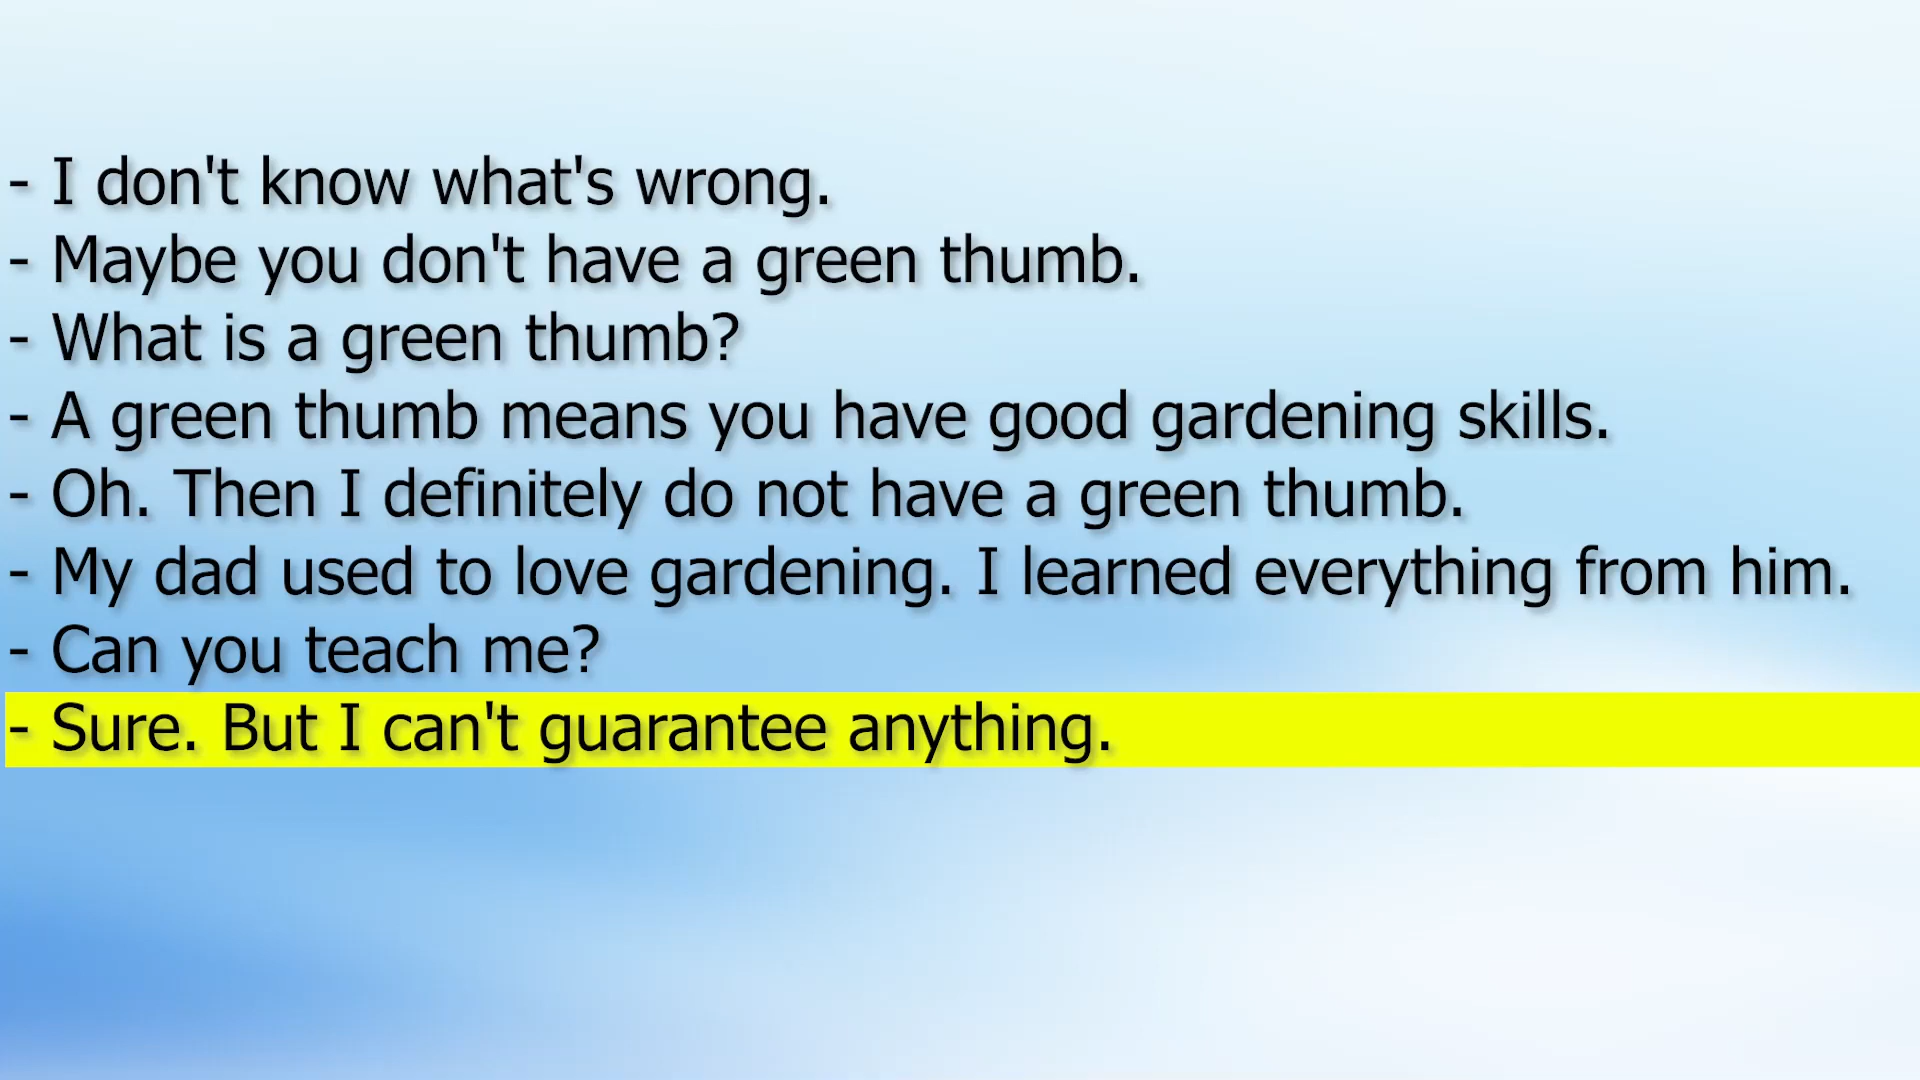 - I don't know what's wrong.
- Maybe you don't have a green thumb.
- What is a green thumb?
- A green thumb means you have good gardening skills.
- Oh. Then I definitely do not have a green thumb.
- My dad used to love gardening. I learned everything from him.
- Can you teach me?
- Sure. But I can't guarantee anything.